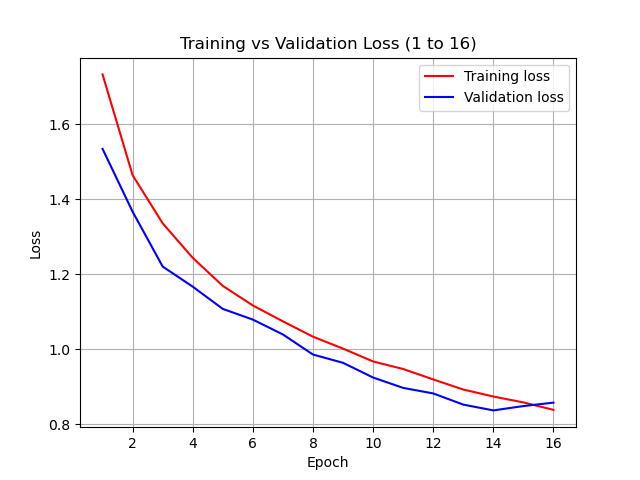 Training vs Validation Loss (1 to 16)
Training loss
Validation loss
Loss
1.6
1.4
1.2
1.0
0.8
2 4 6 8 10 12 14 16
Epoch